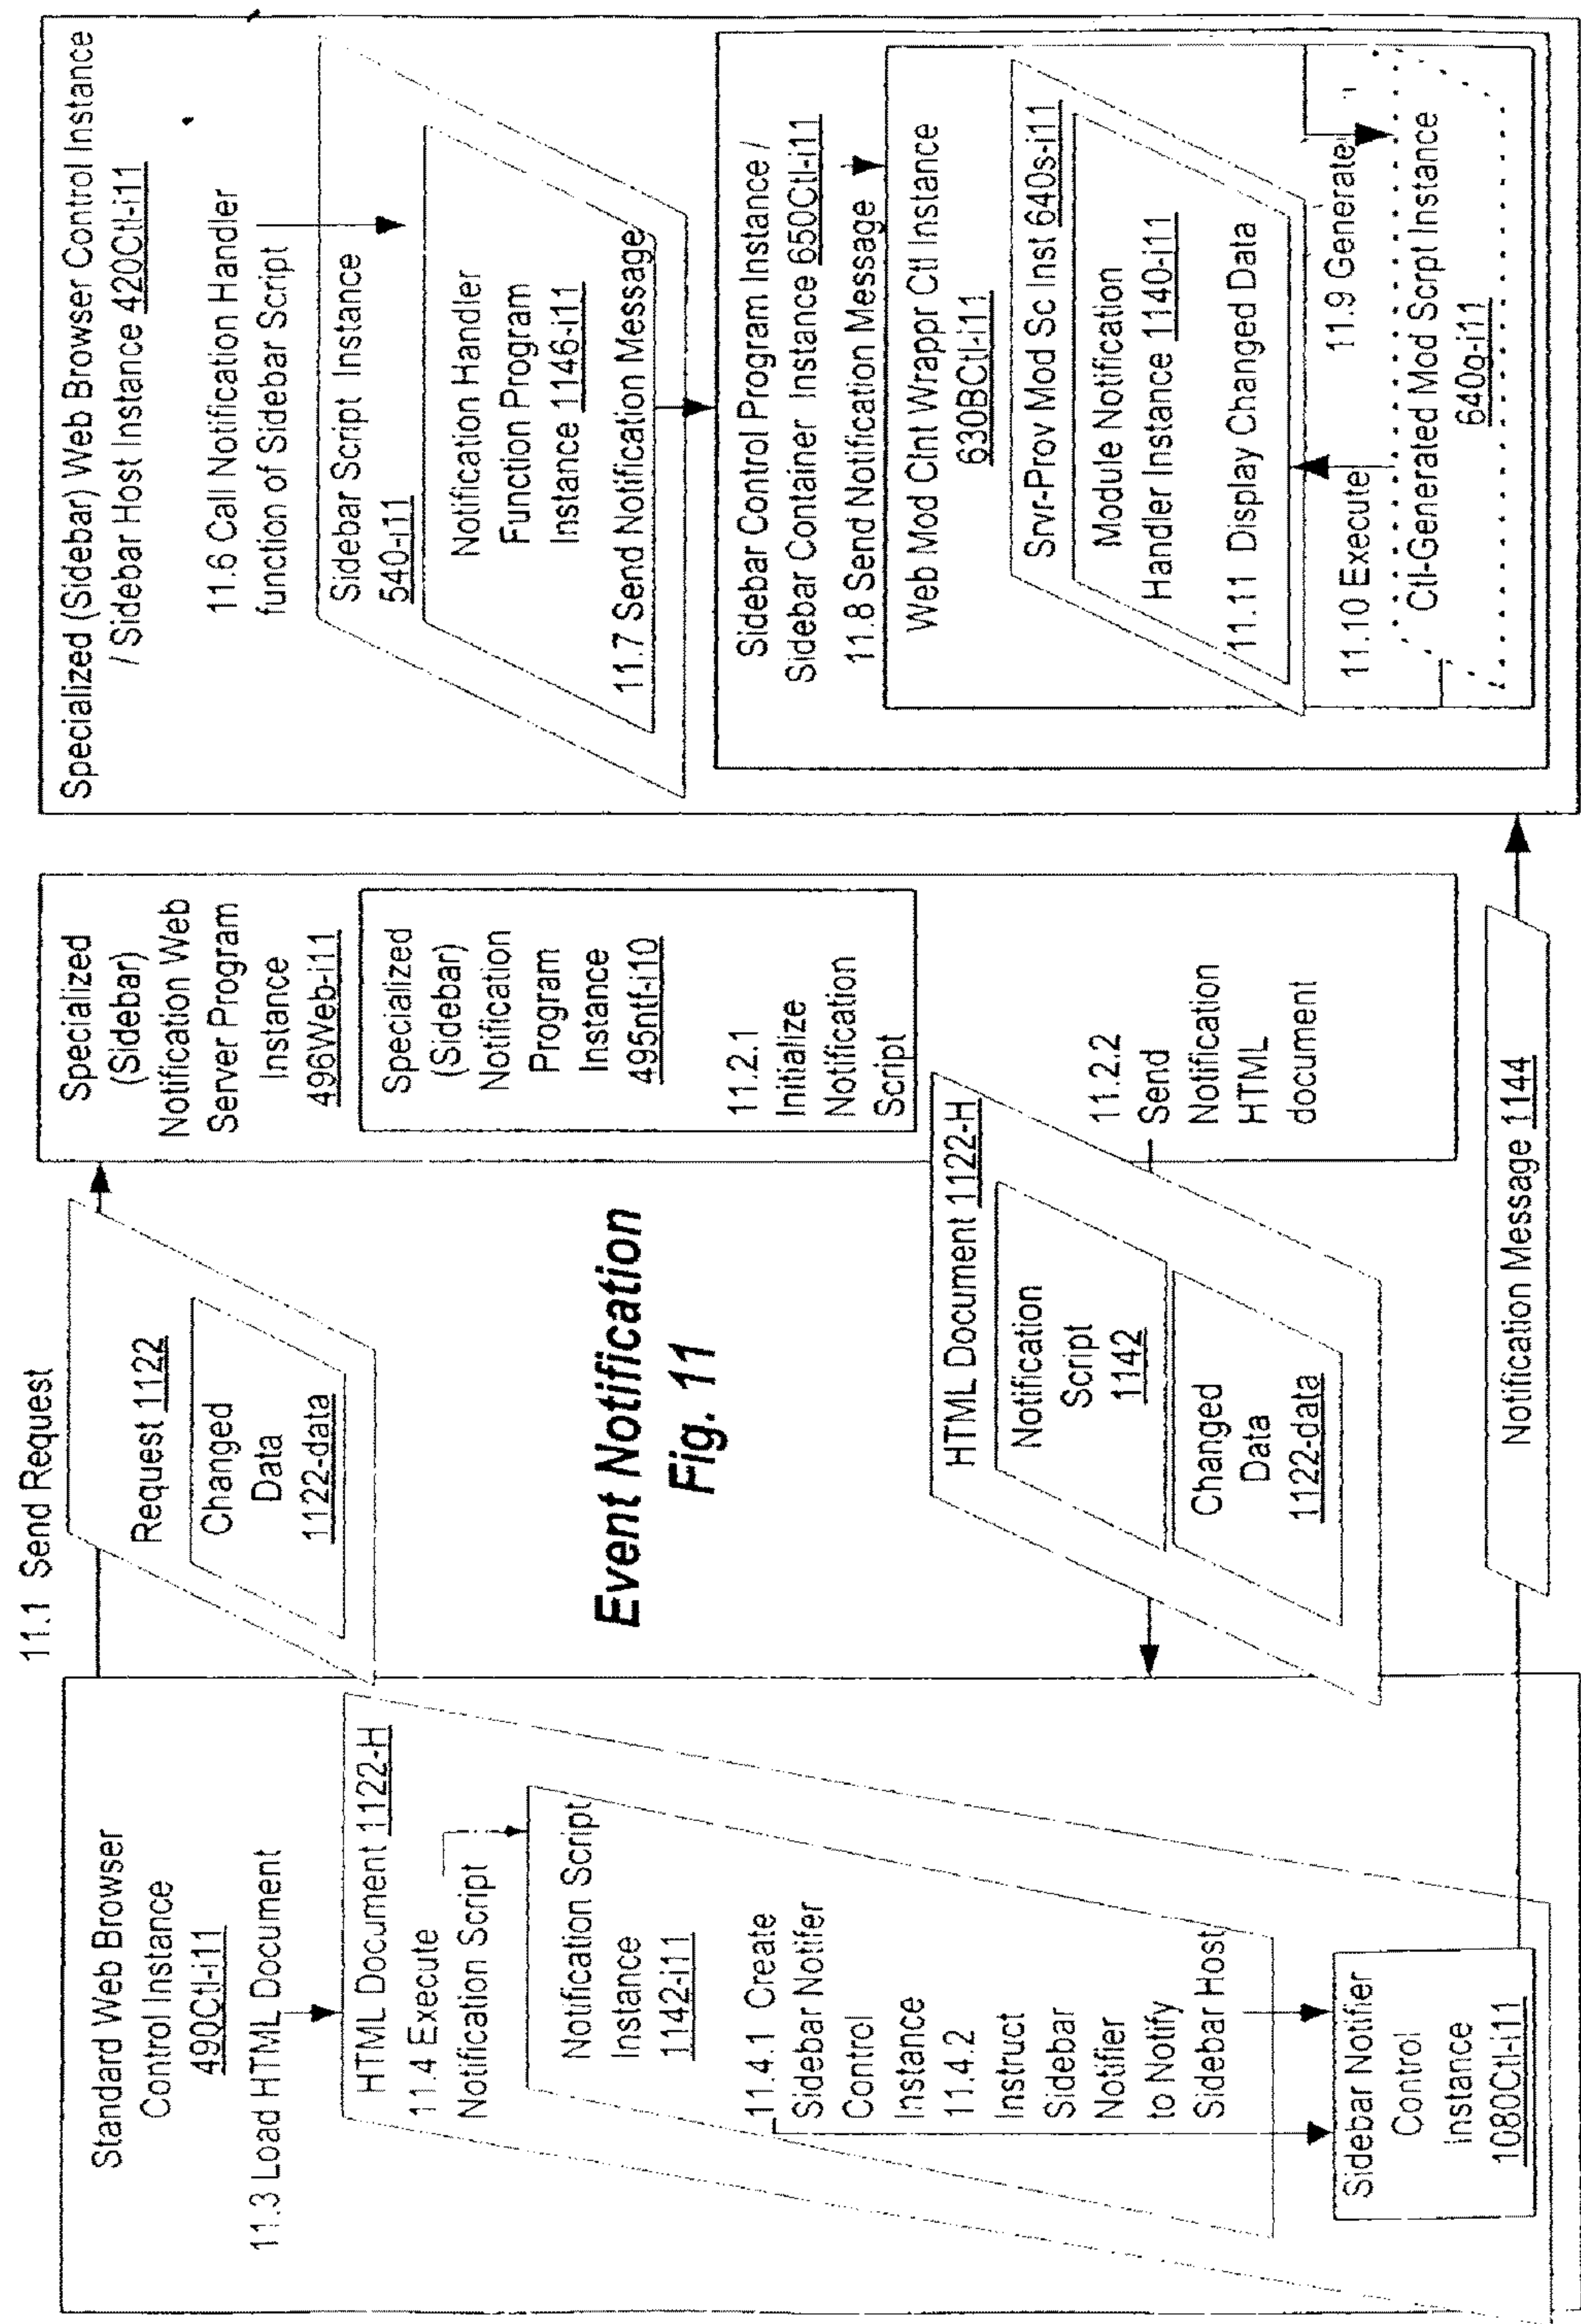 Standard Web Browser
Control Instance
490Ctl-i11
11.3 Load HTML Document
HTML Document 1122-H
11.4 Execute
Notification Script
Notification Script
Instance
1142-i11
11.4.1 Create
Sidebar Notifer
Control
Instance
11.4.2
Instruct
Sidebar
Notifier
to Notify
Sidebar Host
Sidebar Notifier
Control
instance
1080Ctl-i11
11.1 Send Request
Request 1122
Changed
Data
1122-data
Event Notification
Fig. 11
HTML Document 1122-H
Notification
Script
1142
Changed
Data
1122-data
Notification Message 1144
Specialized
(Sidebar)
Notification Web
Server Program
Instance
496Web-i11
Specialized
(Sidebar)
Notification
Program
Instance
495ntf-i10
11.2.1
Initialize
Notification
Script
11.2.2
Send
Notification
HTML
document
Specialized (Sidebar) Web Browser Control Instance
/ Sidebar Host Instance 420Ctl-i11
11.6 Call Notification Handler
function of Sidebar Script
Sidebar Script Instance
540-i11
Notification Handler
Function Program
Instance 1146-i11
11.7 Send Notification Message
Sidebar Control Program Instance /
Sidebar Container Instance 650Ctl-i11
11.8 Send Notification Message
Web Mod Clnt Wrappr Ctl Instance
630BCtl-i11
Srvr-Prov Mod Sc Inst 640s-i11
Module Notification
Handler Instance 1140-i11
11.11 Display Changed Data
11.10 Execute
11.9 Generate
Ctl-Generated Mod Scrpt Instance
640g-i11